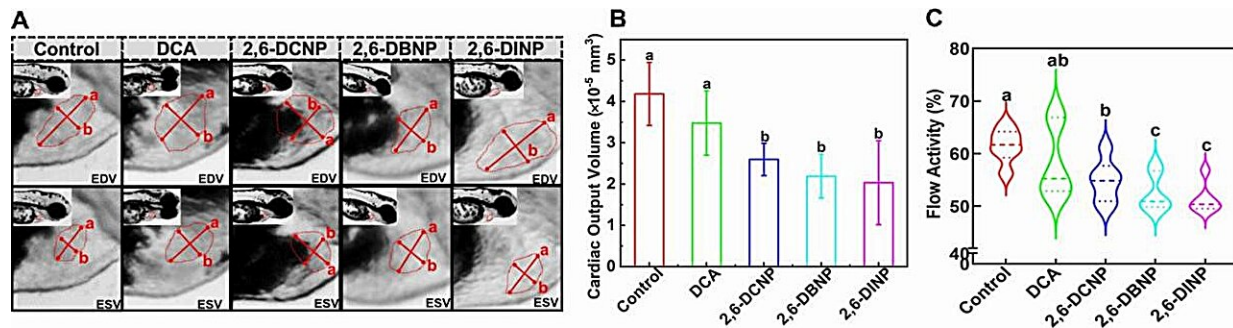 A
Control DCA 2,6-DCNP 2,6-DBNP 2,6-DINP
a a b a a
b b a b b
EDV EDV EDV EDV EDV
a a b a a
b b a b b
ESV ESV ESV ESV ESV
B
Cardiac Output Volume (×10⁻⁵ mm³)
5
4
3
2
1
0
a a b b b
Control DCA 2,6-DCNP 2,6-DBNP 2,6-DINP
C
Flow Activity (%)
80
70
60
50
40
0
a ab b c c
Control DCA 2,6-DCNP 2,6-DBNP 2,6-DINP